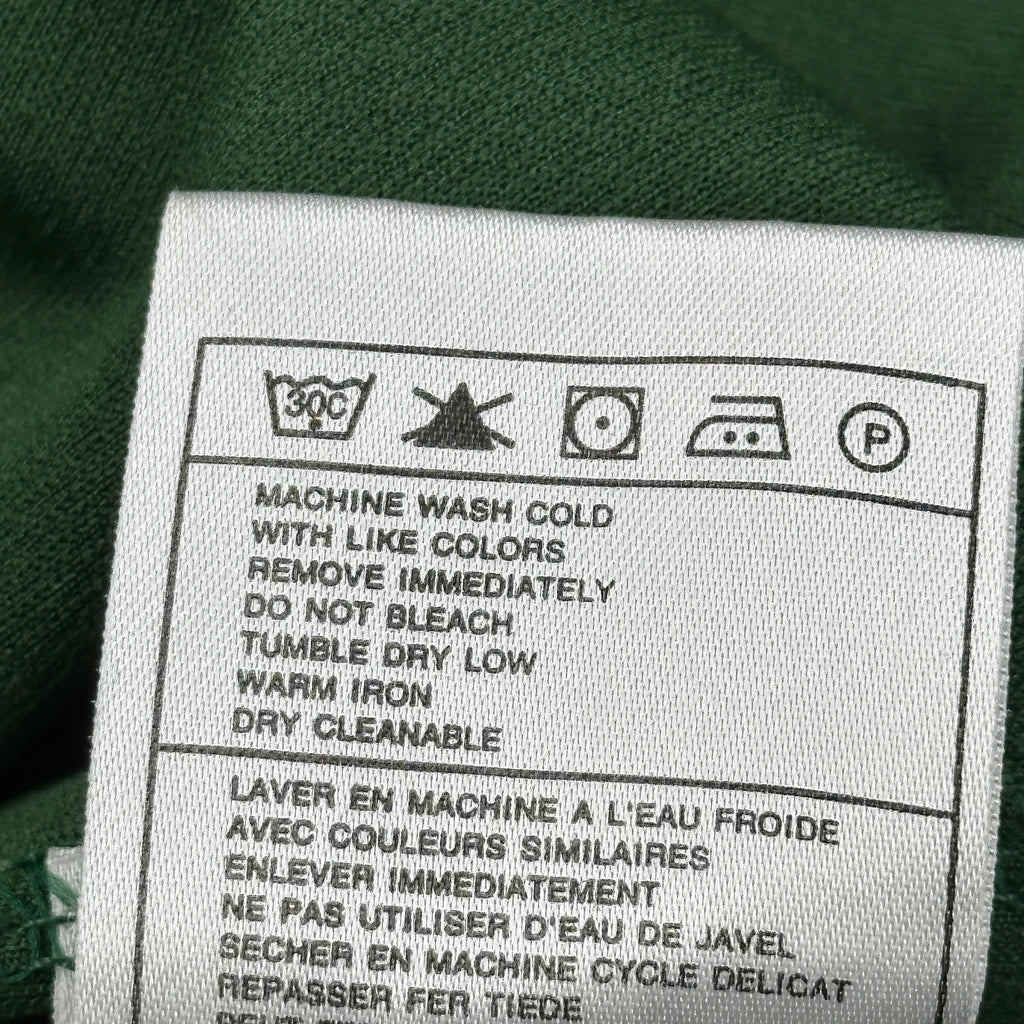 30C
P
MACHINE WASH COLD
WITH LIKE COLORS
REMOVE IMMEDIATELY
DO NOT BLEACH
TUMBLE DRY LOW
WARM IRON
DRY CLEANABLE
LAVER EN MACHINE A L'EAU FROIDE
AVEC COULEURS SIMILAIRES
ENLEVER IMMEDIATEMENT
NE PAS UTILISER D'EAU DE JAVEL
SECHER EN MACHINE CYCLE DELICAT
REPASSER FER TIEDE